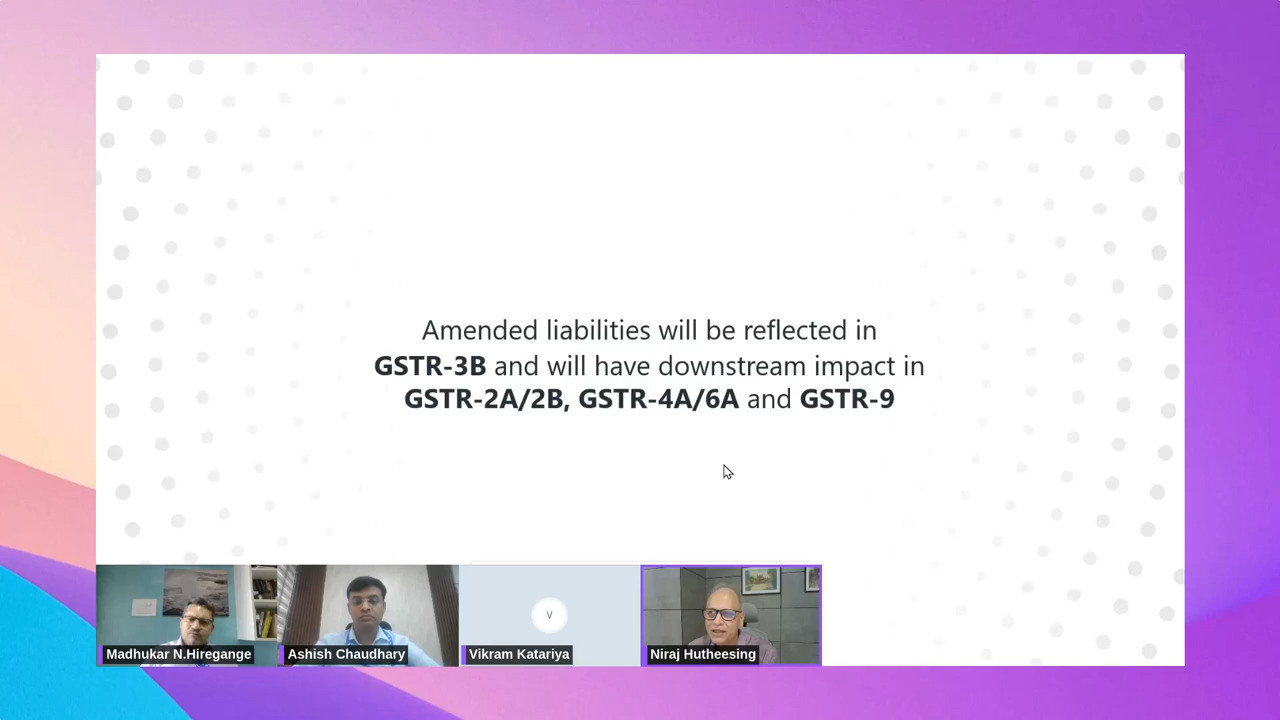 Amended liabilities will be reflected in
GSTR-3B and will have downstream impact in
GSTR-2A/2B, GSTR-4A/6A and GSTR-9
V
Madhukar N.Hiregange
Ashish Chaudhary
Vikram Katariya
Niraj Hutheesing